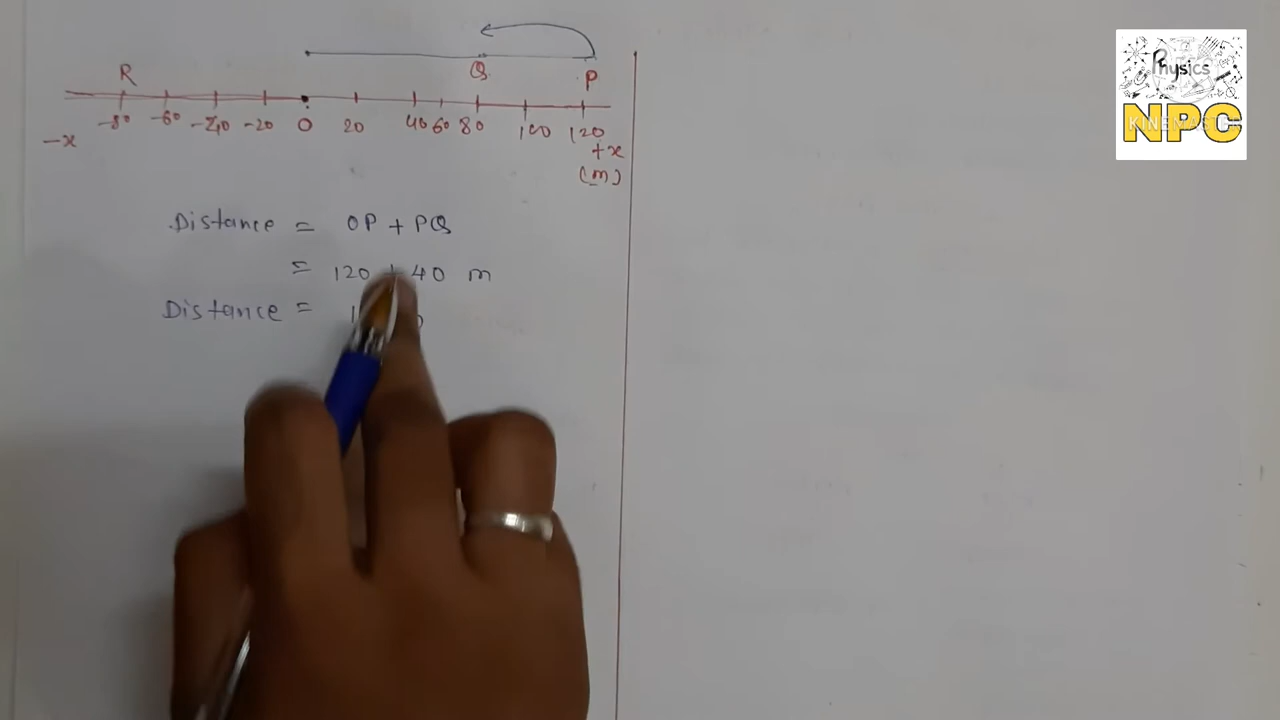 R Q P
-80 -60 -40 -20 0 20 40 60 80 100 120
-x +x
(m)
Distance = OP + PQ
= 120 + 40 m
Distance =
Physics
NPC
KINEMASTER